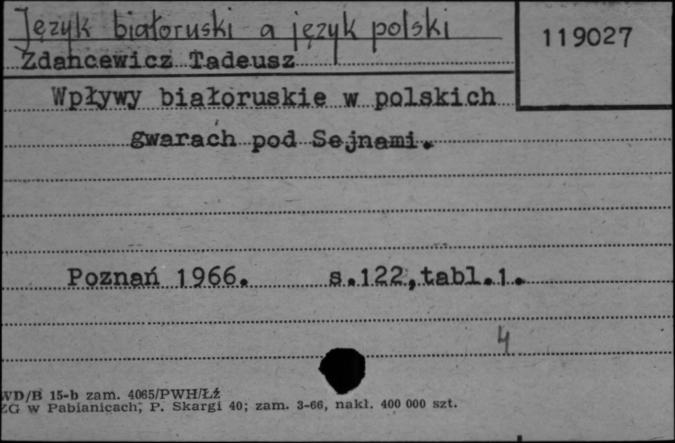 Język białoruski a język polski
119027
Zdancewicz Tadeusz
Wpływy białoruskie w polskich
gwarach pod Sejnami.
Poznań 1966. s.122,tabl.1.
4
WD/B 15-b zam. 4065/PWH/Łź
ZG w Pabianicach, P. Skargi 40; zam. 3-66, nakł. 400 000 szt.